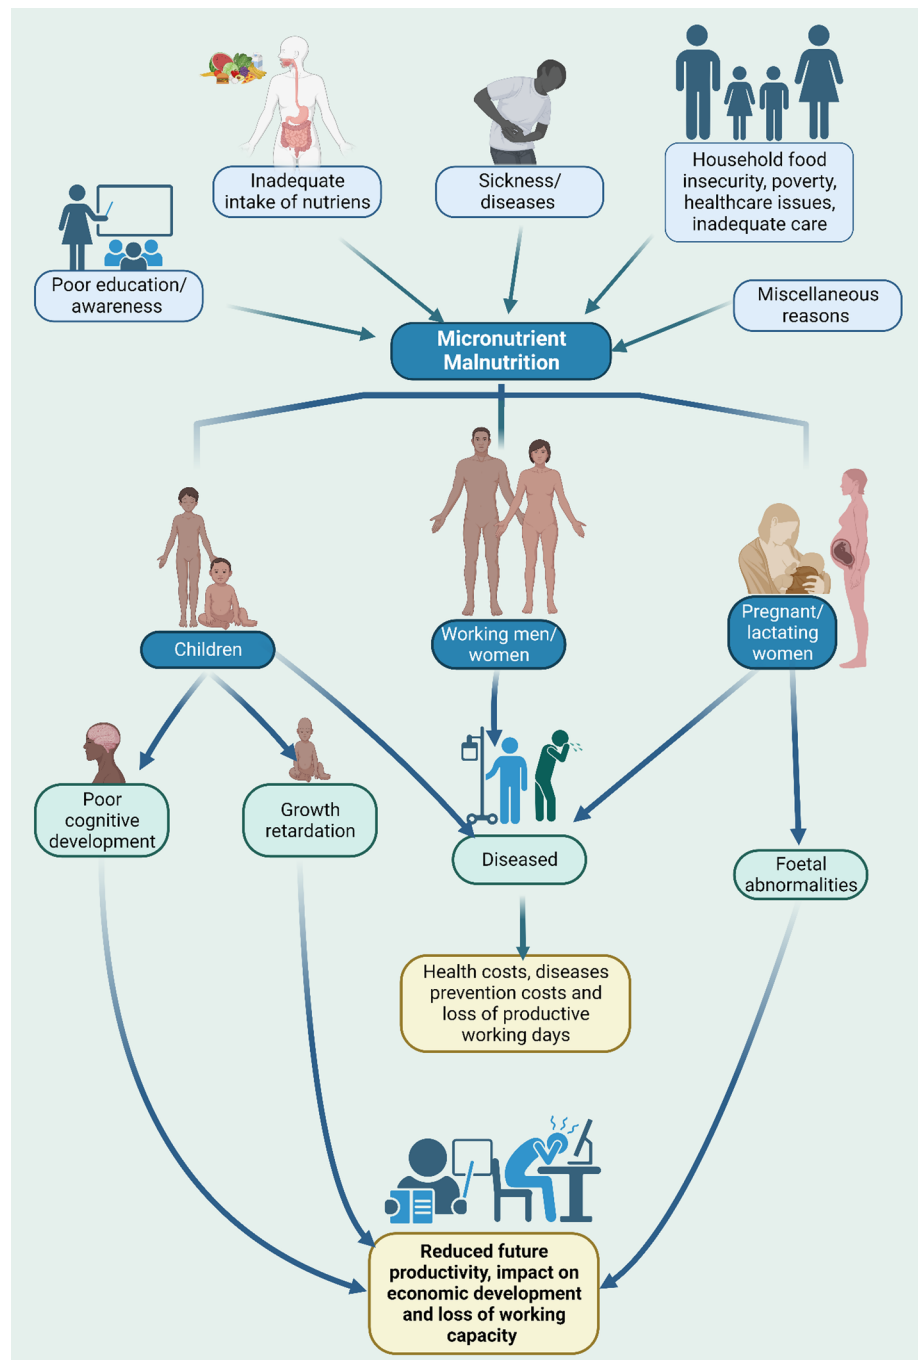 Inadequate
intake of nutriens
Sickness/
diseases
Household food
insecurity, poverty,
healthcare issues,
inadequate care
Poor education/
awareness
Miscellaneous
reasons
Micronutrient
Malnutrition
Children
Working men/
women
Pregnant/
lactating
women
Poor
cognitive
development
Growth
retardation
Diseased
Foetal
abnormalities
Health costs, diseases
prevention costs and
loss of productive
working days
Reduced future
productivity, impact on
economic development
and loss of working
capacity